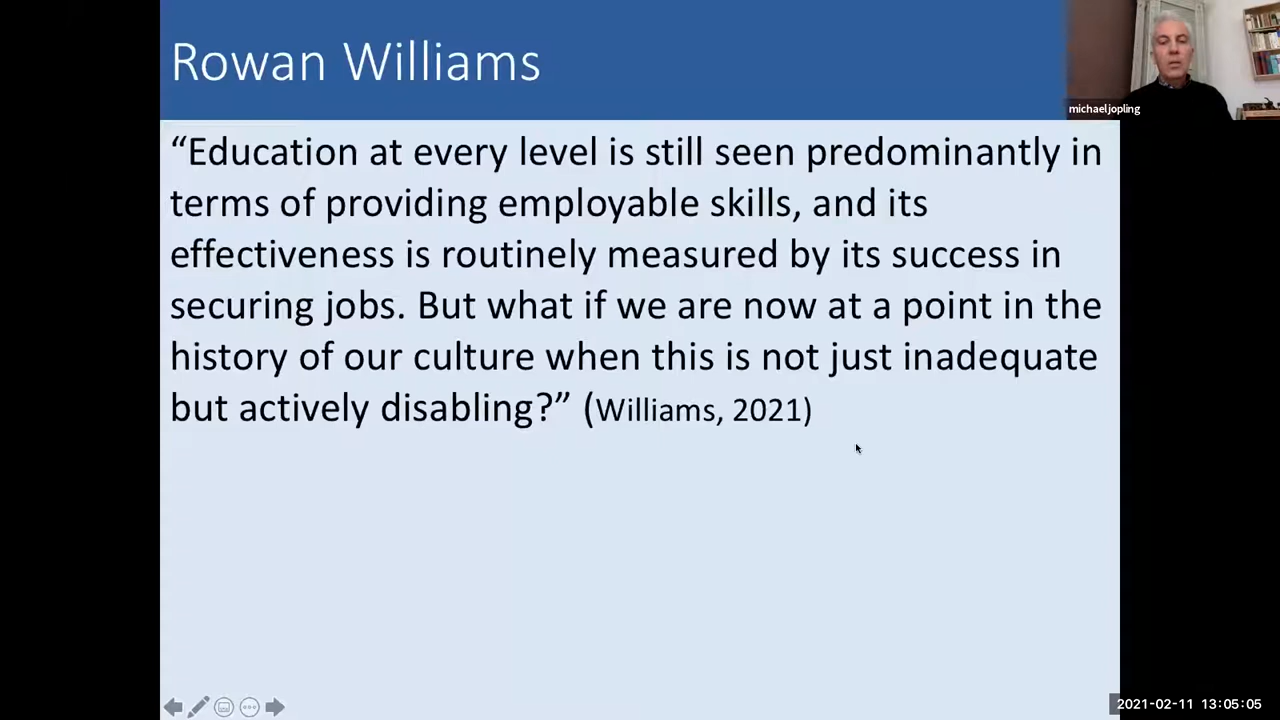 Rowan Williams
michael jopling
“Education at every level is still seen predominantly in
terms of providing employable skills, and its
effectiveness is routinely measured by its success in
securing jobs. But what if we are now at a point in the
history of our culture when this is not just inadequate
but actively disabling?” (Williams, 2021)
2021-02-11 13:05:05